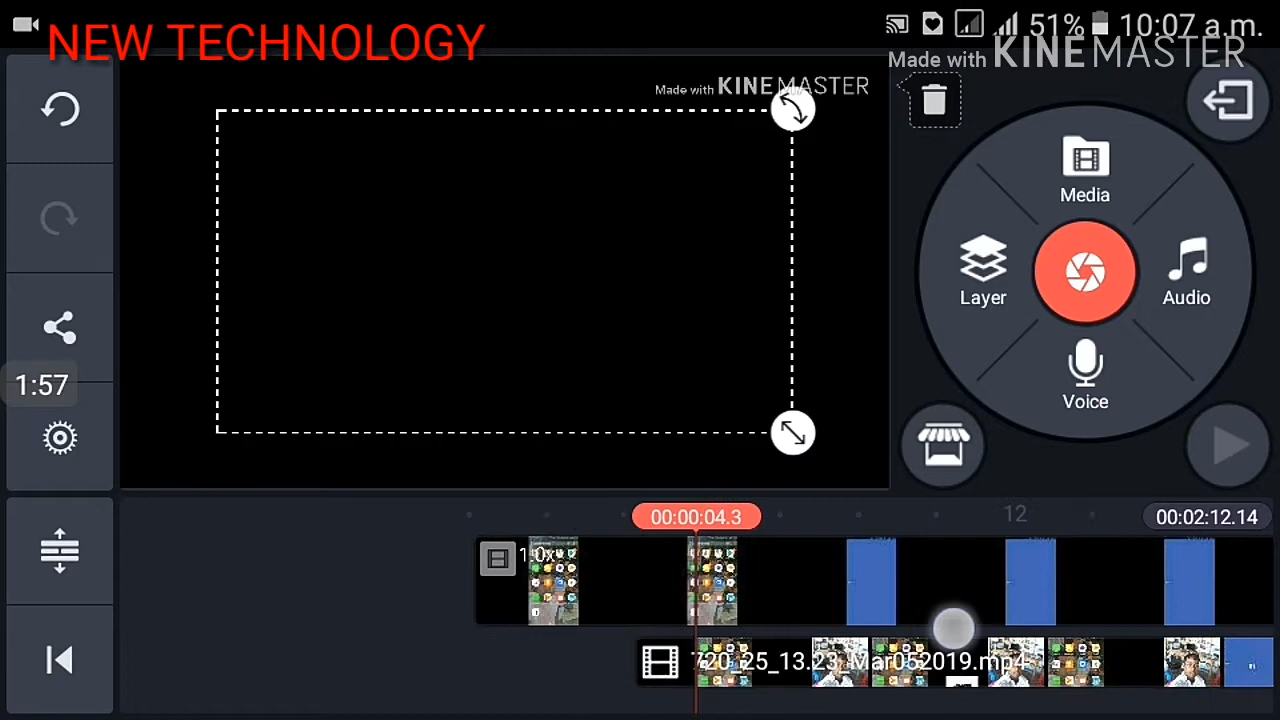 NEW TECHNOLOGY
51% 10:07 a.m.
Made with KINEMASTER
Made with KINEMASTER
Media
Layer
Audio
Voice
1:57
00:00:04.3
12
00:02:12.14
1.0x
720_25_13.23_Mar052019.mp4